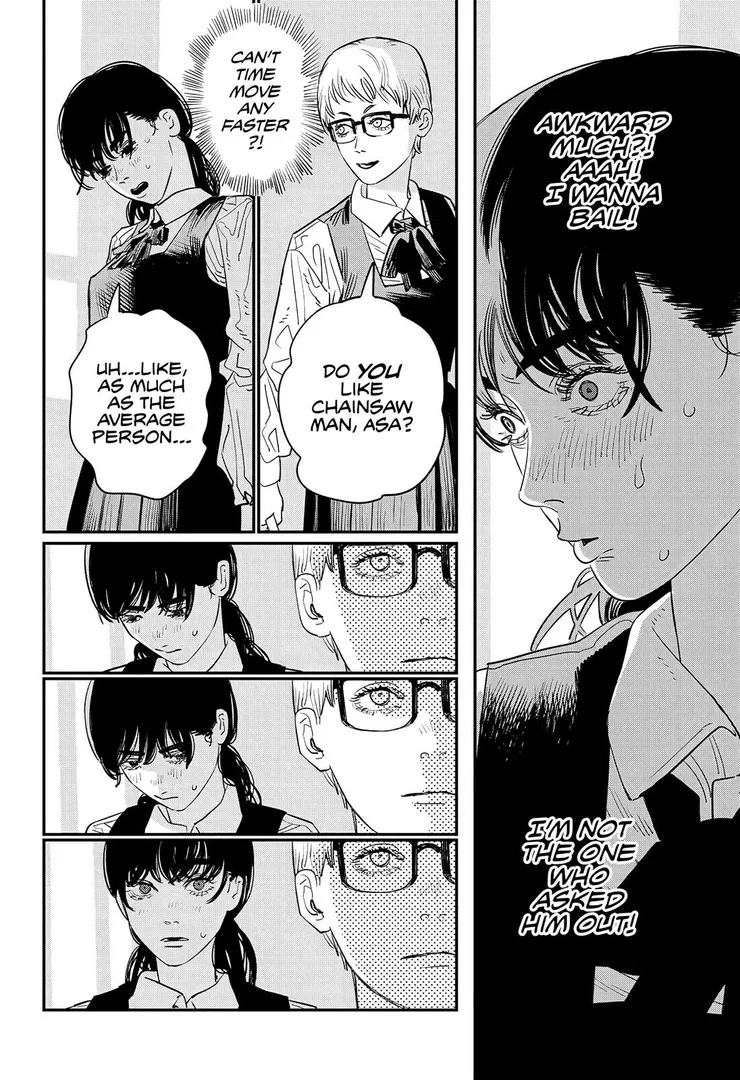 AWKWARD
MUCH?!
AAAH!
I WANNA
BAIL!
I'M NOT
THE ONE
WHO
ASKED
HIM OUT!
DO YOU
LIKE
CHAINSAW
MAN, ASA?
CAN'T
TIME
MOVE
ANY
FASTER
?!
UH...LIKE,
AS MUCH
AS THE
AVERAGE
PERSON...